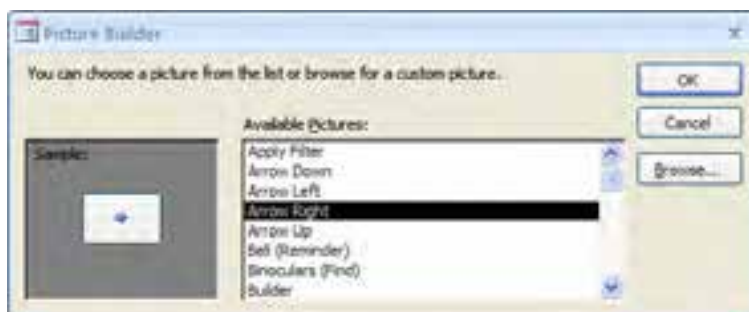 Picture Builder
You can choose a picture from the list or browse for a custom picture.
OK
Available Pictures:
Cancel
Sample:
Apply Filter
Arrow Down
Browse...
Arrow Left
Arrow Right
Arrow Up
Bell (Reminder)
Binoculars (Find)
Builder